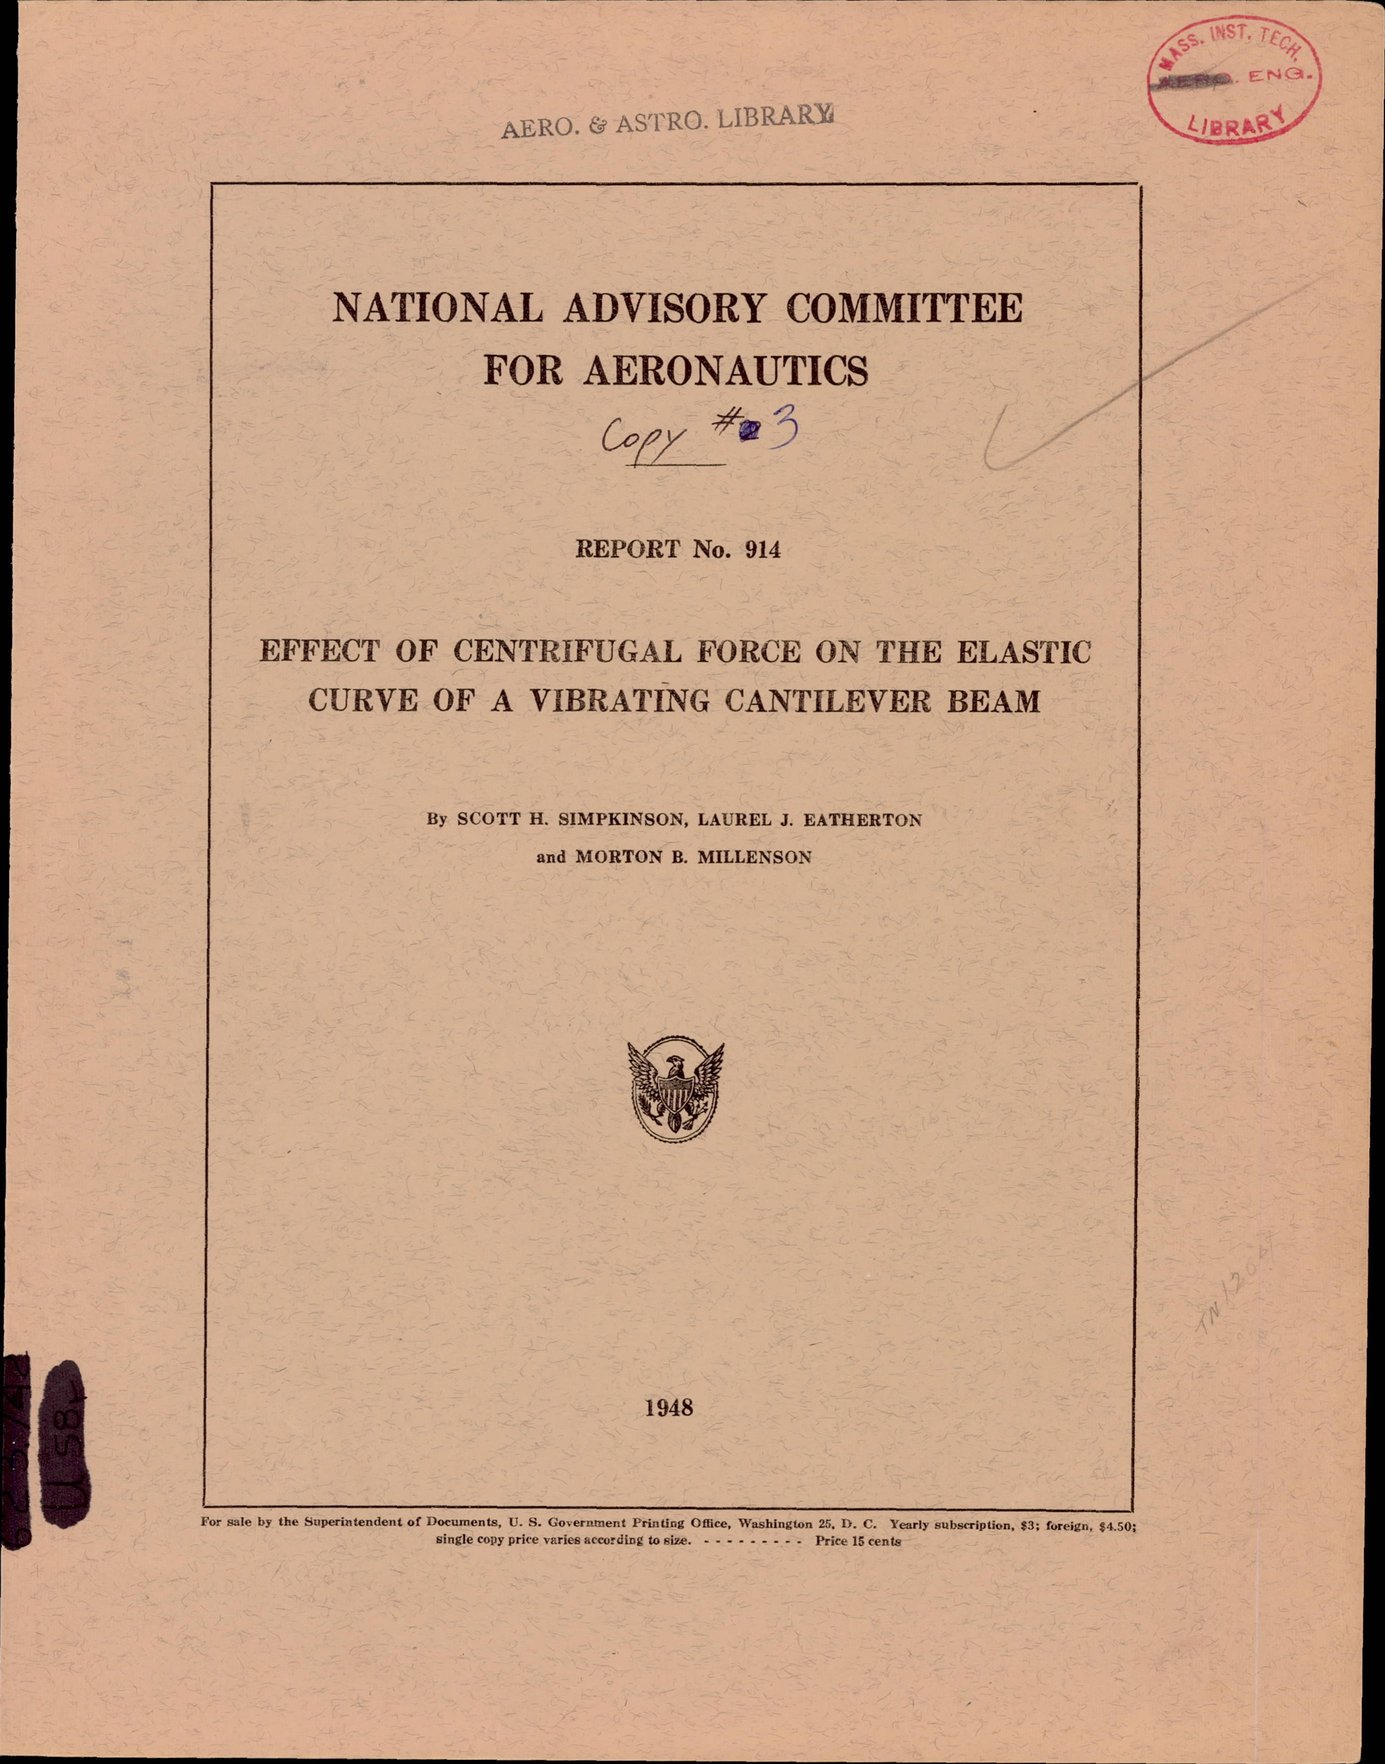 MASS. INST. TECH.
ENG.
LIBRARY
AERO. & ASTRO. LIBRARY
NATIONAL ADVISORY COMMITTEE
FOR AERONAUTICS
Copy # 3
REPORT No. 914
EFFECT OF CENTRIFUGAL FORCE ON THE ELASTIC
CURVE OF A VIBRATING CANTILEVER BEAM
By SCOTT H. SIMPKINSON, LAUREL J. EATHERTON
and MORTON B. MILLENSON
1948
For sale by the Superintendent of Documents, U. S. Government Printing Office, Washington 25, D. C. Yearly subscription, $3; foreign, $4.50;
single copy price varies according to size. - - - - - - - - - Price 15 cents
U58